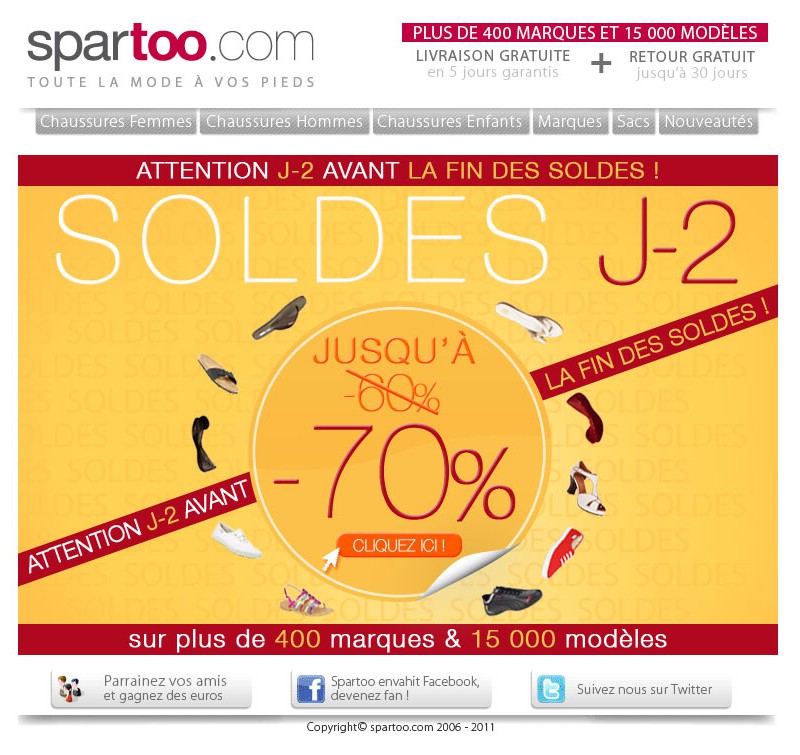 spartoo.com
TOUTE LA MODE À VOS PIEDS
PLUS DE 400 MARQUES ET 15 000 MODÈLES
LIVRAISON GRATUITE
en 5 jours garantis
+
RETOUR GRATUIT
jusqu'à 30 jours
Chaussures Femmes
Chaussures Hommes
Chaussures Enfants
Marques
Sacs
Nouveautés
ATTENTION J-2 AVANT LA FIN DES SOLDES !
SOLDES J-2
LA FIN DES SOLDES !
JUSQU'À
-60%
-70%
CLIQUEZ ICI !
ATTENTION J-2 AVANT
sur plus de 400 marques & 15 000 modèles
Parrainez vos amis
et gagnez des euros
Spartoo envahit Facebook,
devenez fan !
Suivez nous sur Twitter
Copyright© spartoo.com 2006 - 2011